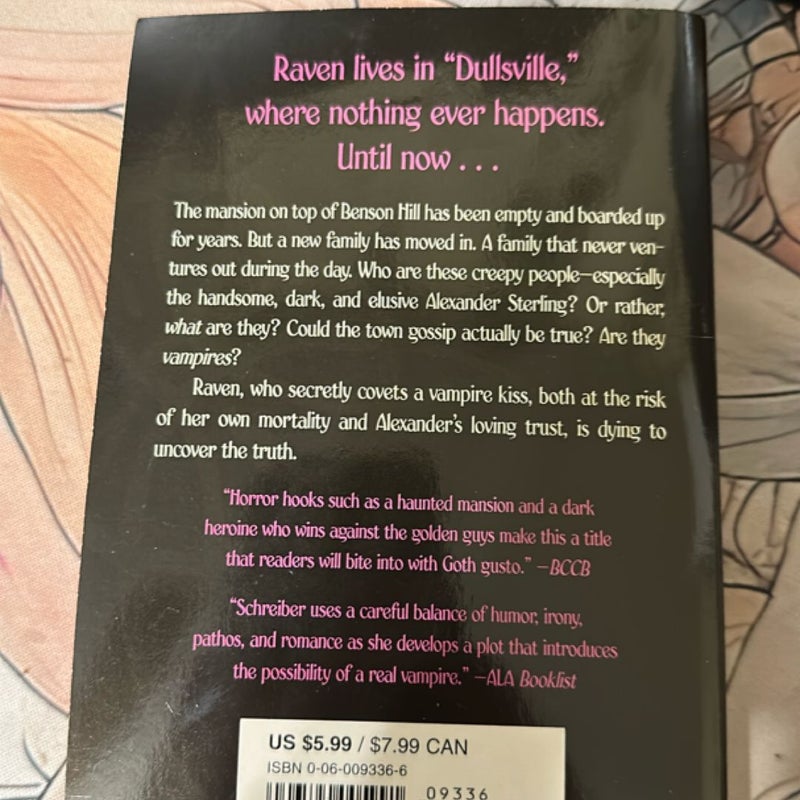 Raven lives in “Dullsville,”
where nothing ever happens.
Until now . . .
The mansion on top of Benson Hill has been empty and boarded up
for years. But a new family has moved in. A family that never ven-
tures out during the day. Who are these creepy people—especially
the handsome, dark, and elusive Alexander Sterling? Or rather,
what are they? Could the town gossip actually be true? Are they
vampires?
Raven, who secretly covets a vampire kiss, both at the risk
of her own mortality and Alexander’s loving trust, is dying to
uncover the truth.
“Horror hooks such as a haunted mansion and a dark
heroine who wins against the golden guys make this a title
that readers will bite into with Goth gusto.” —BCCB
“Schreiber uses a careful balance of humor, irony,
pathos, and romance as she develops a plot that introduces
the possibility of a real vampire.” —ALA Booklist
US $5.99 / $7.99 CAN
ISBN 0-06-009336-6
09336